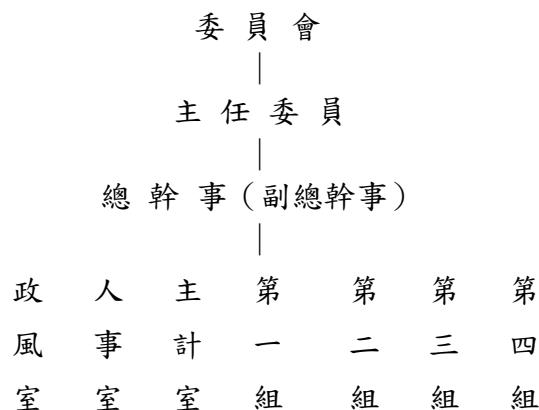 委員會
主任委員
總幹事（副總幹事）
政風室
人事室
主計室
第一組
第二組
第三組
第四組